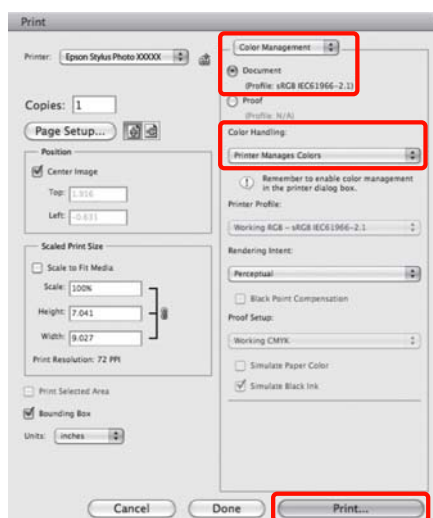 Print
Printer: Epson Stylus Photo XXXXX
Copies: 1
Page Setup...
Position
Center Image
Top: 1.956
Left: -0.631
Scaled Print Size
Scale to Fit Media
Scale: 100%
Height: 7.041
Width: 9.027
Print Resolution: 72 PPI
Print Selected Area
Bounding Box
Units: inches
Color Management
Document
(Profile: sRGB IEC61966-2.1)
Proof
(Profile: N/A)
Color Handling:
Printer Manages Colors
Remember to enable color management
in the printer dialog box.
Printer Profile:
Working RGB - sRGB IEC61966-2.1
Rendering Intent:
Perceptual
Black Point Compensation
Proof Setup:
Working CMYK
Simulate Paper Color
Simulate Black Ink
Cancel
Done
Print...